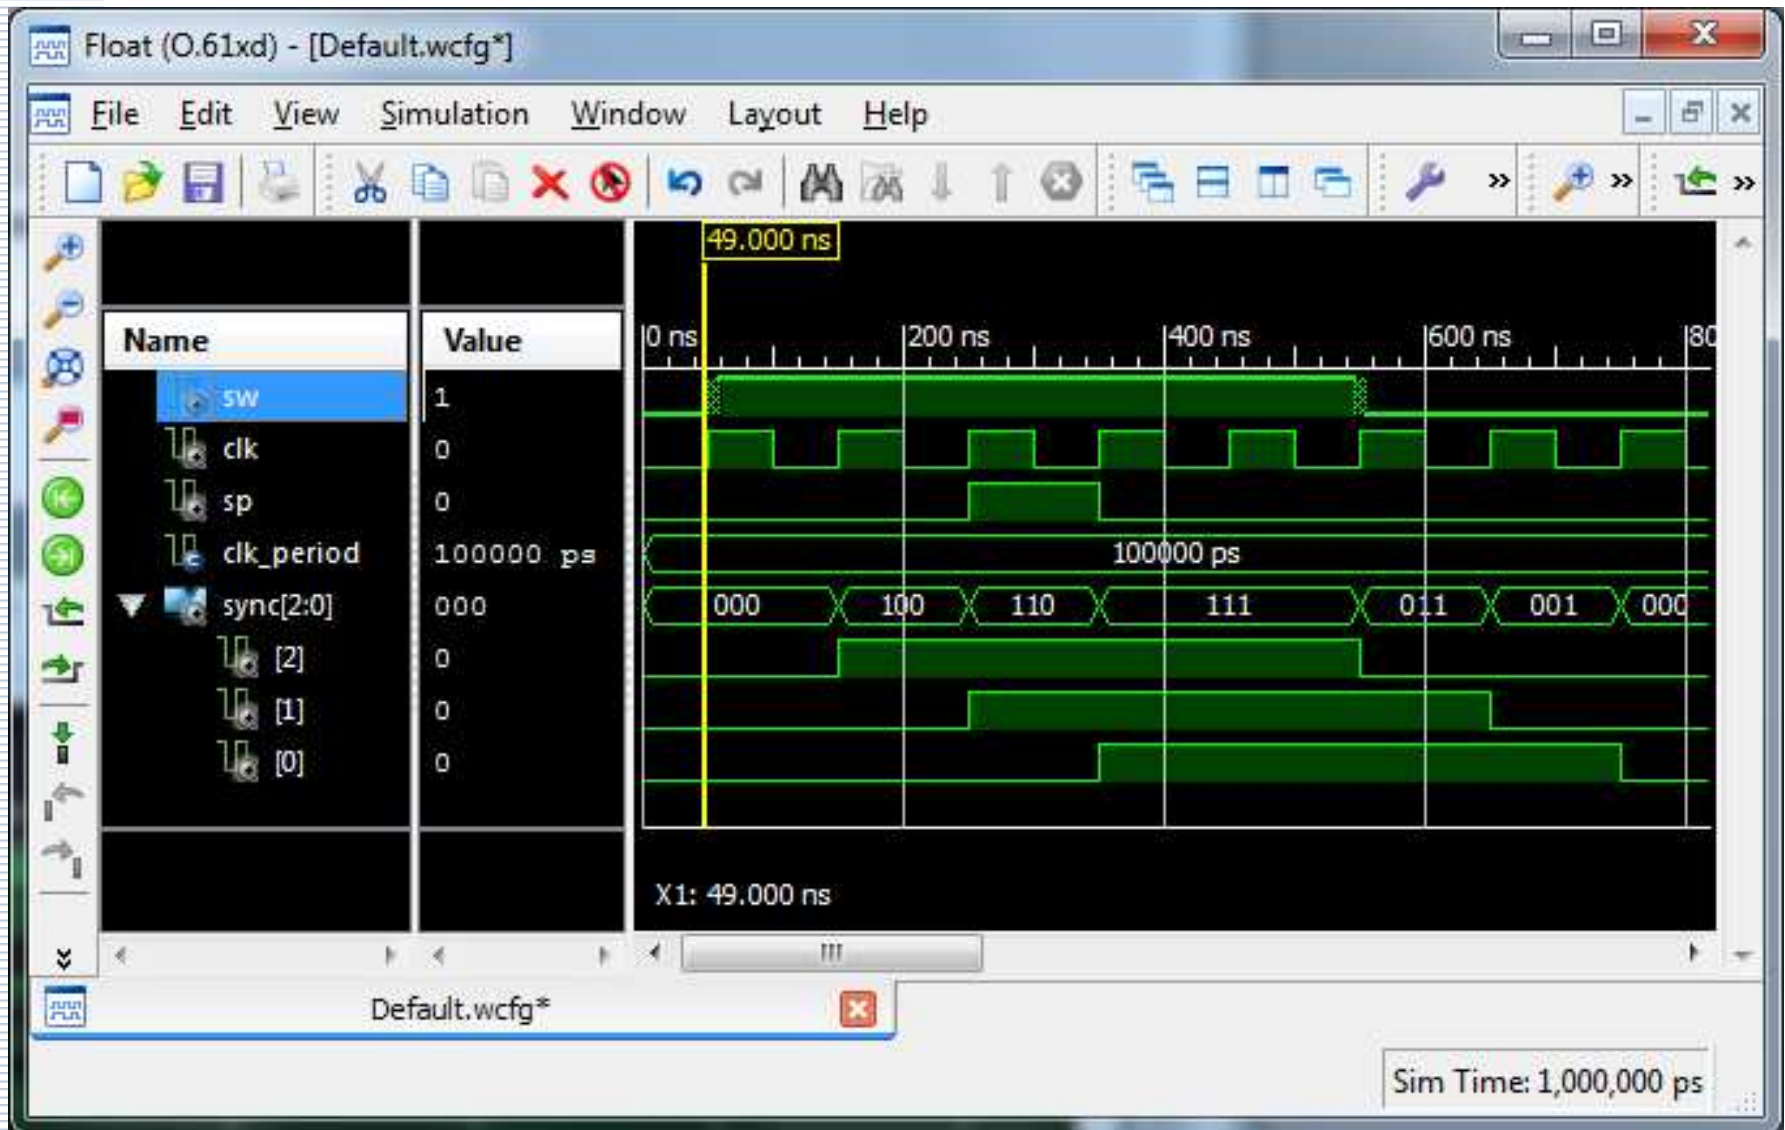 Float (O.61xd) - [Default.wcfg*]
File Edit View Simulation Window Layout Help
49.000 ns
Name Value
0 ns 200 ns 400 ns 600 ns 80
sw 1
clk 0
sp 0
clk_period 100000 ps 100000 ps
sync[2:0] 000 000 100 110 111 011 001 000
[2] 0
[1] 0
[0] 0
X1: 49.000 ns
Default.wcfg*
Sim Time: 1,000,000 ps